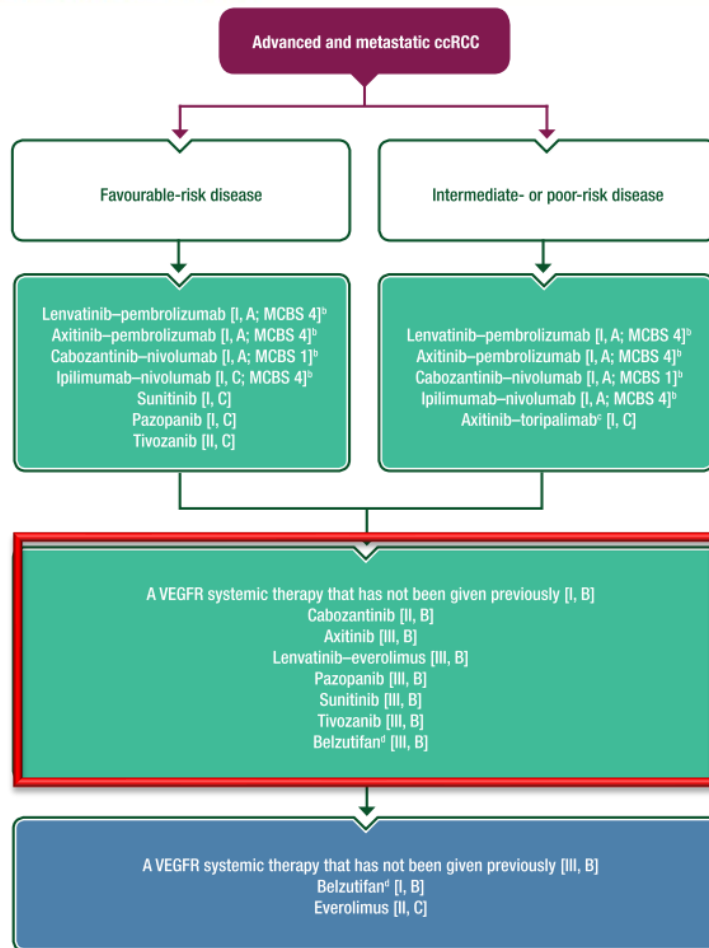 Advanced and metastatic ccRCC
Favourable-risk disease
Intermediate- or poor-risk disease
Lenvatinib–pembrolizumab [I, A; MCBS 4]ᵇ
Axitinib–pembrolizumab [I, A; MCBS 4]ᵇ
Cabozantinib–nivolumab [I, A; MCBS 1]ᵇ
Ipilimumab–nivolumab [I, C; MCBS 4]ᵇ
Sunitinib [I, C]
Pazopanib [I, C]
Tivozanib [II, C]
Lenvatinib–pembrolizumab [I, A; MCBS 4]ᵇ
Axitinib–pembrolizumab [I, A; MCBS 4]ᵇ
Cabozantinib–nivolumab [I, A; MCBS 1]ᵇ
Ipilimumab–nivolumab [I, A; MCBS 4]ᵇ
Axitinib–toripalimabᶜ [I, C]
A VEGFR systemic therapy that has not been given previously [I, B]
Cabozantinib [II, B]
Axitinib [III, B]
Lenvatinib–everolimus [III, B]
Pazopanib [III, B]
Sunitinib [III, B]
Tivozanib [III, B]
Belzutifanᵈ [III, B]
A VEGFR systemic therapy that has not been given previously [III, B]
Belzutifanᵈ [I, B]
Everolimus [II, C]